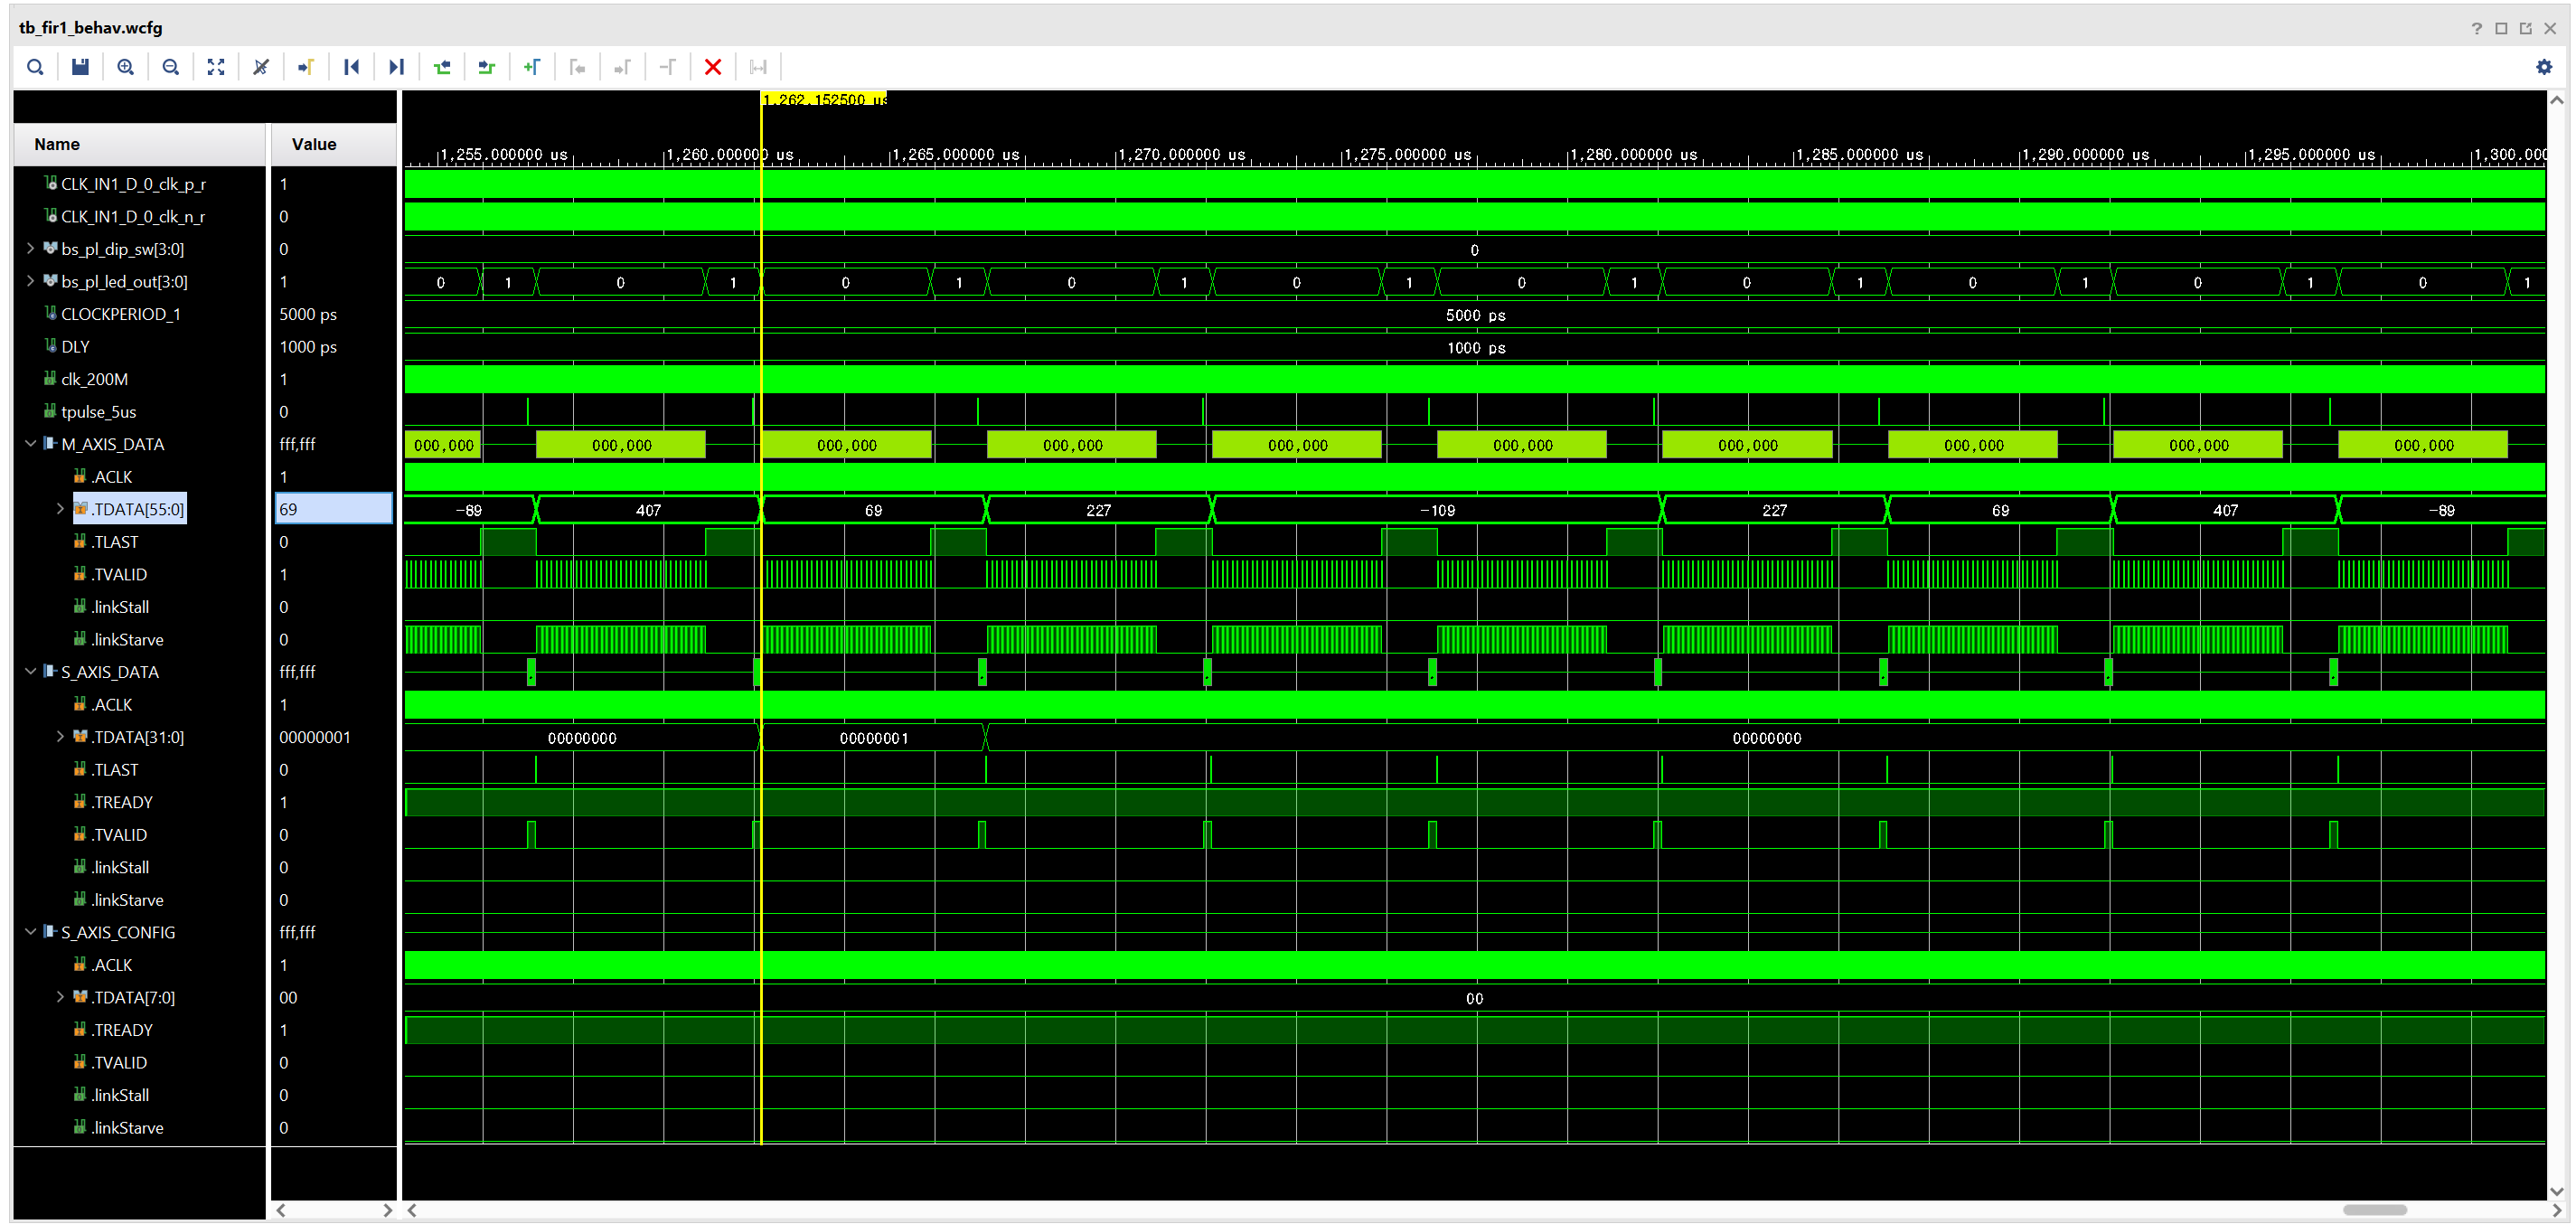 tb_fir1_behav.wcfg
1,262.152500 us
Name Value
1,255.000000 us 1,260.000000 us 1,265.000000 us 1,270.000000 us 1,275.000000 us 1,280.000000 us 1,285.000000 us 1,290.000000 us 1,295.000000 us 1,300.000
CLK_IN1_D_0_clk_p_r 1
CLK_IN1_D_0_clk_n_r 0
bs_pl_dip_sw[3:0] 0 0
bs_pl_led_out[3:0] 1 0 1 0 1 0 1 0 1 0 1 0 1 0 1 0 1 0 1 0 1
CLOCKPERIOD_1 5000 ps 5000 ps
DLY 1000 ps 1000 ps
clk_200M 1
tpulse_5us 0
M_AXIS_DATA fff,fff 000,000 000,000 000,000 000,000 000,000 000,000 000,000 000,000 000,000 000,000
.ACLK 1
.TDATA[55:0] 69 -89 407 69 227 -109 227 69 407 -89
.TLAST 0
.TVALID 1
.linkStall 0
.linkStarve 0
S_AXIS_DATA fff,fff
.ACLK 1
.TDATA[31:0] 00000001 00000000 00000001 00000000
.TLAST 0
.TREADY 1
.TVALID 0
.linkStall 0
.linkStarve 0
S_AXIS_CONFIG fff,fff
.ACLK 1
.TDATA[7:0] 00 00
.TREADY 1
.TVALID 0
.linkStall 0
.linkStarve 0